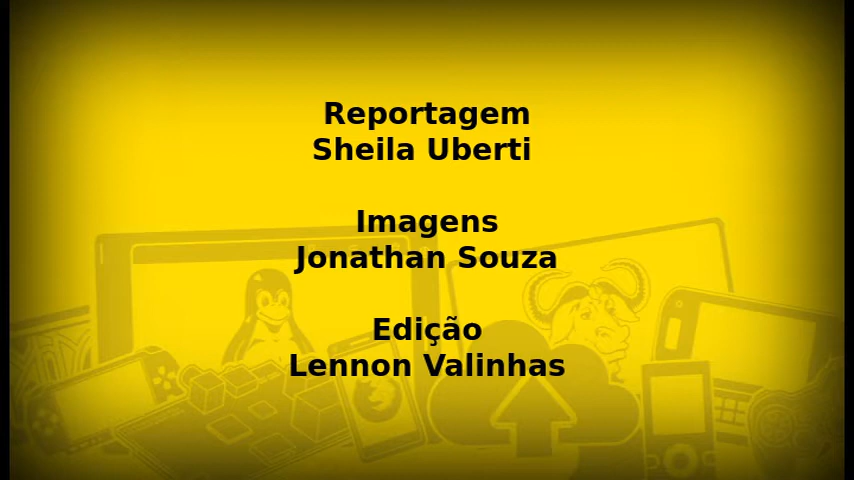 Reportagem
Sheila Uberti
Imagens
Jonathan Souza
Edição
Lennon Valinhas